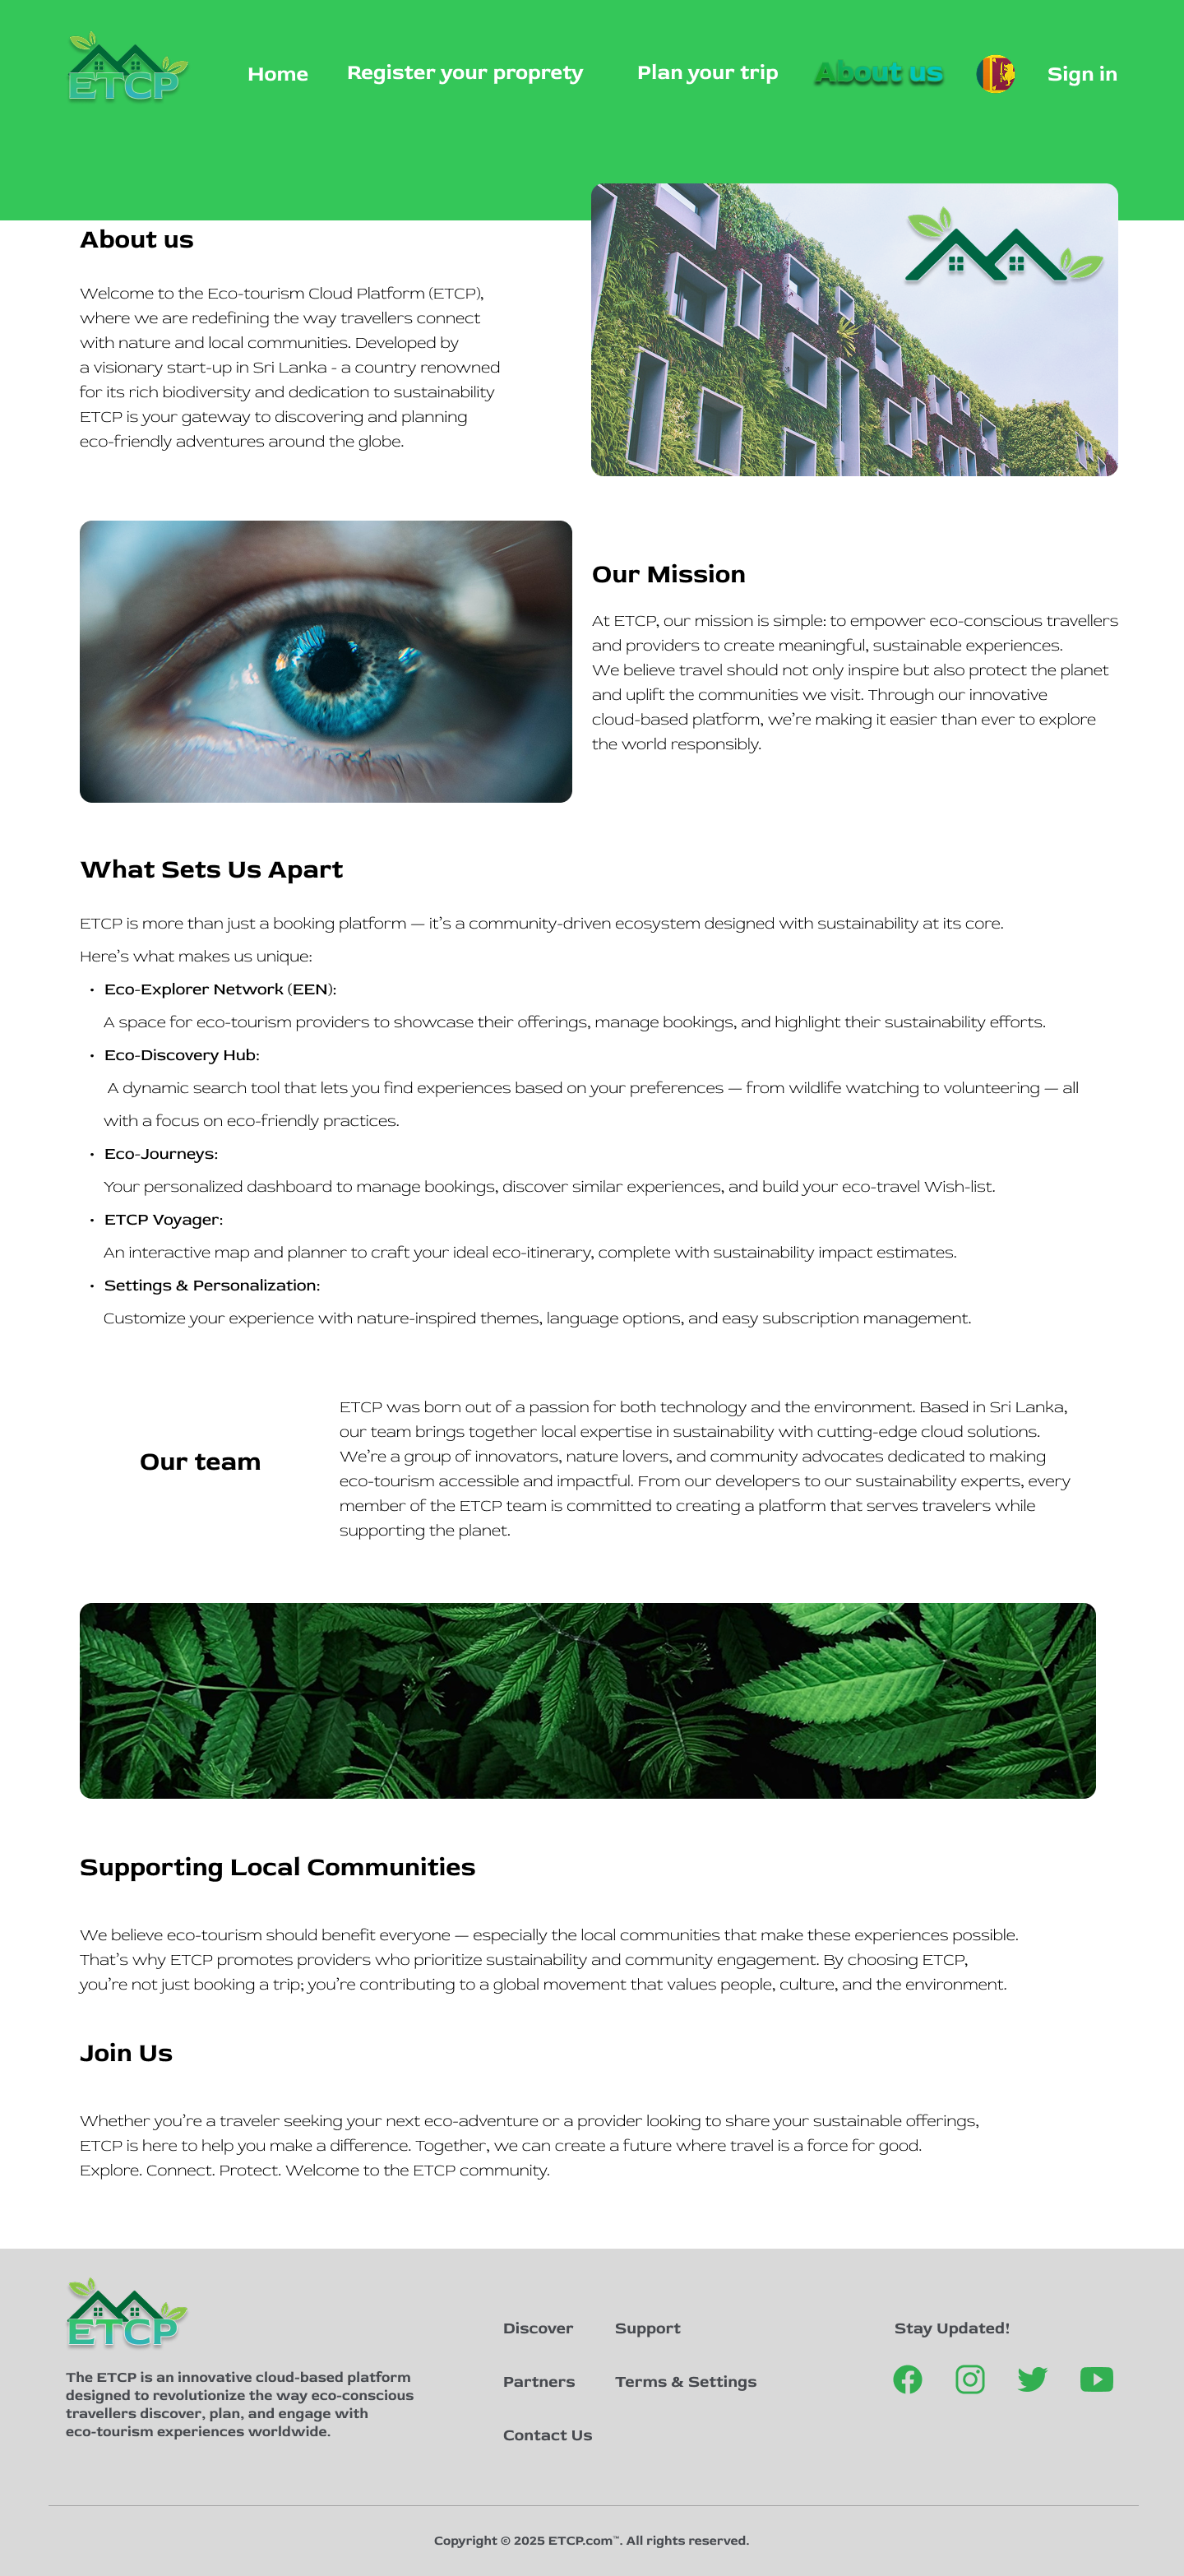 ETCP
Home
Register your proprety
Plan your trip
About us
Sign in
About us
Welcome to the Eco-tourism Cloud Platform (ETCP),
where we are redefining the way travellers connect
with nature and local communities. Developed by
a visionary start-up in Sri Lanka - a country renowned
for its rich biodiversity and dedication to sustainability
ETCP is your gateway to discovering and planning
eco-friendly adventures around the globe.
Our Mission
At ETCP, our mission is simple: to empower eco-conscious travellers
and providers to create meaningful, sustainable experiences.
We believe travel should not only inspire but also protect the planet
and uplift the communities we visit. Through our innovative
cloud-based platform, we’re making it easier than ever to explore
the world responsibly.
What Sets Us Apart
ETCP is more than just a booking platform — it’s a community-driven ecosystem designed with sustainability at its core.
Here’s what makes us unique:
• Eco-Explorer Network (EEN):
A space for eco-tourism providers to showcase their offerings, manage bookings, and highlight their sustainability efforts.
• Eco-Discovery Hub:
A dynamic search tool that lets you find experiences based on your preferences — from wildlife watching to volunteering — all
with a focus on eco-friendly practices.
• Eco-Journeys:
Your personalized dashboard to manage bookings, discover similar experiences, and build your eco-travel Wish-list.
• ETCP Voyager:
An interactive map and planner to craft your ideal eco-itinerary, complete with sustainability impact estimates.
• Settings & Personalization:
Customize your experience with nature-inspired themes, language options, and easy subscription management.
Our team
ETCP was born out of a passion for both technology and the environment. Based in Sri Lanka,
our team brings together local expertise in sustainability with cutting-edge cloud solutions.
We’re a group of innovators, nature lovers, and community advocates dedicated to making
eco-tourism accessible and impactful. From our developers to our sustainability experts, every
member of the ETCP team is committed to creating a platform that serves travelers while
supporting the planet.
Supporting Local Communities
We believe eco-tourism should benefit everyone — especially the local communities that make these experiences possible.
That’s why ETCP promotes providers who prioritize sustainability and community engagement. By choosing ETCP,
you’re not just booking a trip; you’re contributing to a global movement that values people, culture, and the environment.
Join Us
Whether you’re a traveler seeking your next eco-adventure or a provider looking to share your sustainable offerings,
ETCP is here to help you make a difference. Together, we can create a future where travel is a force for good.
Explore. Connect. Protect. Welcome to the ETCP community.
ETCP
The ETCP is an innovative cloud-based platform
designed to revolutionize the way eco-conscious
travellers discover, plan, and engage with
eco-tourism experiences worldwide.
Discover
Support
Partners
Terms & Settings
Contact Us
Stay Updated!
Copyright © 2025 ETCP.com™. All rights reserved.